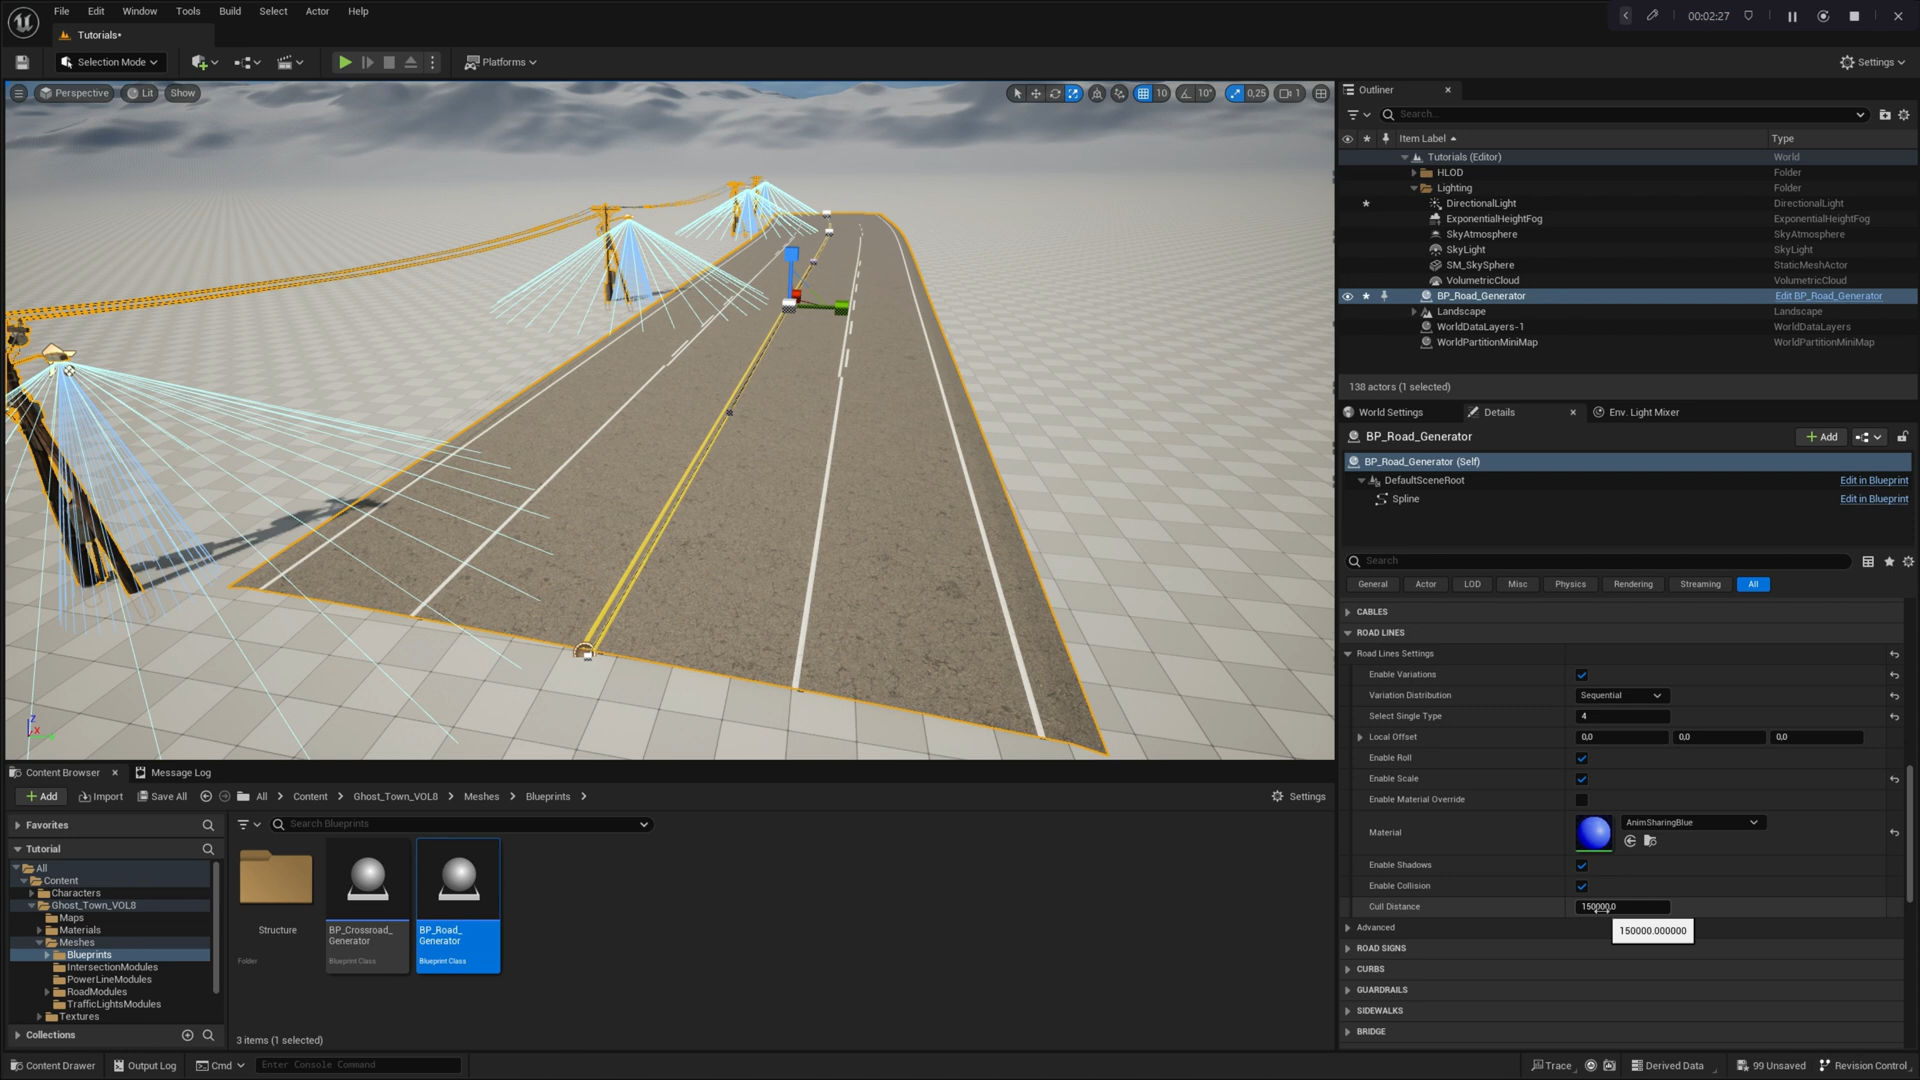 File Edit Window Tools Build Select Actor Help
00:02:27
Tutorials•
Selection Mode
Platforms
Settings
Perspective Lit Show
10 10° 0,25 1
Outliner
Search...
Item Label Type
Tutorials (Editor) World
HLOD Folder
Lighting Folder
DirectionalLight DirectionalLight
ExponentialHeightFog ExponentialHeightFog
SkyAtmosphere SkyAtmosphere
SkyLight SkyLight
SM_SkySphere StaticMeshActor
VolumetricCloud VolumetricCloud
BP_Road_Generator Edit BP_Road_Generator
Landscape Landscape
WorldDataLayers-1 WorldDataLayers
WorldPartitionMiniMap WorldPartitionMiniMap
138 actors (1 selected)
World Settings Details Env. Light Mixer
BP_Road_Generator
Add
BP_Road_Generator (Self)
DefaultSceneRoot Edit in Blueprint
Spline Edit in Blueprint
Search
General Actor LOD Misc Physics Rendering Streaming All
CABLES
ROAD LINES
Road Lines Settings
Enable Variations
Variation Distribution Sequential
Select Single Type 4
Local Offset 0,0 0,0 0,0
Enable Roll
Enable Scale
Enable Material Override
Material AnimSharingBlue
Enable Shadows
Enable Collision
Cull Distance 150000,0
150000.000000
Advanced
ROAD SIGNS
CURBS
GUARDRAILS
SIDEWALKS
BRIDGE
Z
X
Content Browser Message Log
Add Import Save All All Content Ghost_Town_VOL8 Meshes Blueprints Settings
Favorites
Search Blueprints
Tutorial
All
Content
Characters
Ghost_Town_VOL8
Maps
Materials
Meshes
Blueprints
IntersectionModules
PowerLineModules
RoadModules
TrafficLightsModules
Textures
Collections
Structure
Folder
BP_Crossroad_
Generator
Blueprint Class
BP_Road_
Generator
Blueprint Class
3 items (1 selected)
Content Drawer Output Log Cmd Enter Console Command
Trace Derived Data 99 Unsaved Revision Control